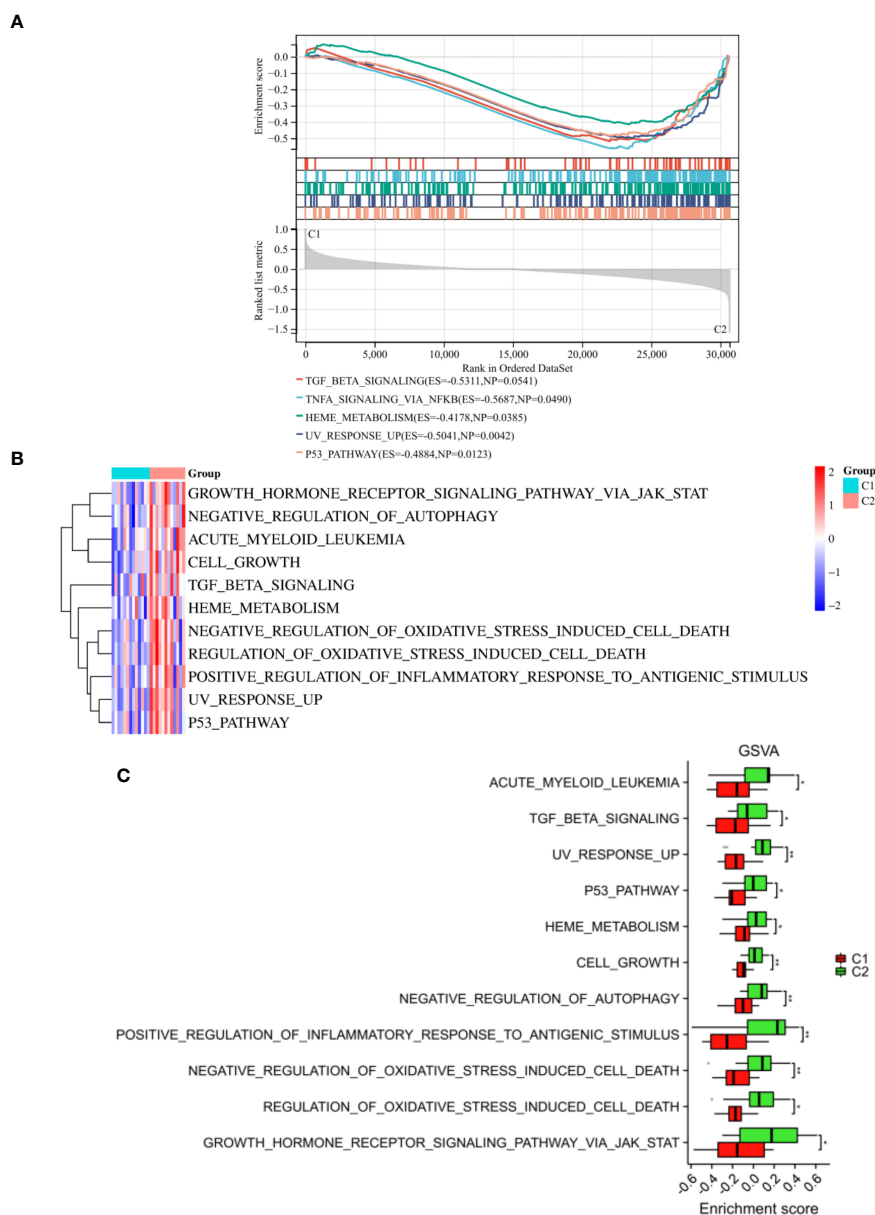 A
Enrichment score
0.0
-0.1
-0.2
-0.3
-0.4
-0.5
Ranked list metric
1.0
0.5
0.0
-0.5
-1.0
-1.5
C1
C2
0 5,000 10,000 15,000 20,000 25,000 30,000
Rank in Ordered DataSet
TGF_BETA_SIGNALING(ES=-0.5311,NP=0.0541)
TNFA_SIGNALING_VIA_NFKB(ES=-0.5687,NP=0.0490)
HEME_METABOLISM(ES=-0.4178,NP=0.0385)
UV_RESPONSE_UP(ES=-0.5041,NP=0.0042)
P53_PATHWAY(ES=-0.4884,NP=0.0123)
B
Group
GROWTH_HORMONE_RECEPTOR_SIGNALING_PATHWAY_VIA_JAK_STAT
NEGATIVE_REGULATION_OF_AUTOPHAGY
ACUTE_MYELOID_LEUKEMIA
CELL_GROWTH
TGF_BETA_SIGNALING
HEME_METABOLISM
NEGATIVE_REGULATION_OF_OXIDATIVE_STRESS_INDUCED_CELL_DEATH
REGULATION_OF_OXIDATIVE_STRESS_INDUCED_CELL_DEATH
POSITIVE_REGULATION_OF_INFLAMMATORY_RESPONSE_TO_ANTIGENIC_STIMULUS
UV_RESPONSE_UP
P53_PATHWAY
2
1
0
-1
-2
Group
C1
C2
C
GSVA
ACUTE_MYELOID_LEUKEMIA *
TGF_BETA_SIGNALING *
UV_RESPONSE_UP **
P53_PATHWAY *
HEME_METABOLISM *
CELL_GROWTH **
NEGATIVE_REGULATION_OF_AUTOPHAGY **
POSITIVE_REGULATION_OF_INFLAMMATORY_RESPONSE_TO_ANTIGENIC_STIMULUS **
NEGATIVE_REGULATION_OF_OXIDATIVE_STRESS_INDUCED_CELL_DEATH **
REGULATION_OF_OXIDATIVE_STRESS_INDUCED_CELL_DEATH *
GROWTH_HORMONE_RECEPTOR_SIGNALING_PATHWAY_VIA_JAK_STAT *
C1
C2
-0.6 -0.4 -0.2 0.0 0.2 0.4 0.6
Enrichment score